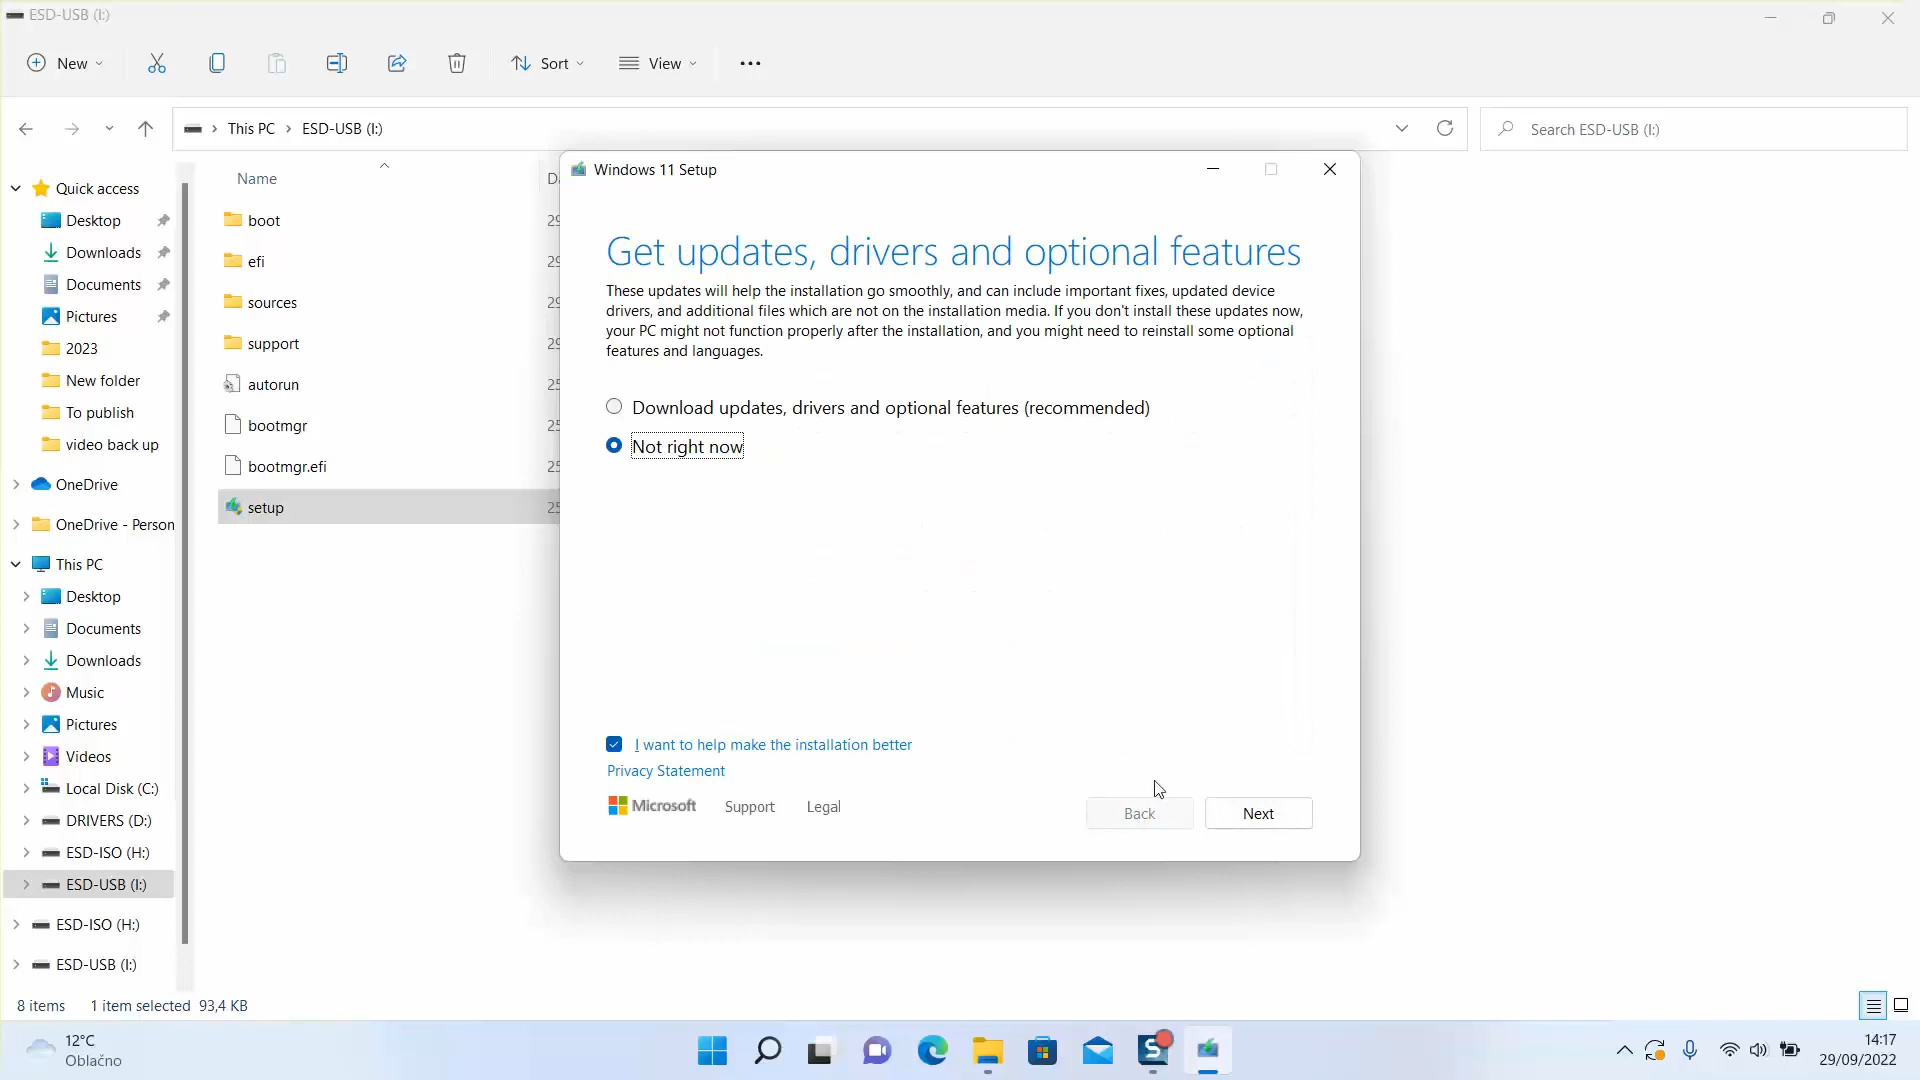 ESD-USB (I:)
New
Sort
View
This PC
ESD-USB (I:)
Search ESD-USB (I:)
Quick access
Desktop
Downloads
Documents
Pictures
2023
New folder
To publish
video back up
OneDrive
OneDrive - Person
This PC
Desktop
Documents
Downloads
Music
Pictures
Videos
Local Disk (C:)
DRIVERS (D:)
ESD-ISO (H:)
ESD-USB (I:)
ESD-ISO (H:)
ESD-USB (I:)
Name
boot
efi
sources
support
autorun
bootmgr
bootmgr.efi
setup
Windows 11 Setup
Get updates, drivers and optional features
These updates will help the installation go smoothly, and can include important fixes, updated device
drivers, and additional files which are not on the installation media. If you don't install these updates now,
your PC might not function properly after the installation, and you might need to reinstall some optional
features and languages.
Download updates, drivers and optional features (recommended)
Not right now
I want to help make the installation better
Privacy Statement
Microsoft
Support
Legal
Back
Next
8 items
1 item selected 93,4 KB
12°C
Oblačno
14:17
29/09/2022